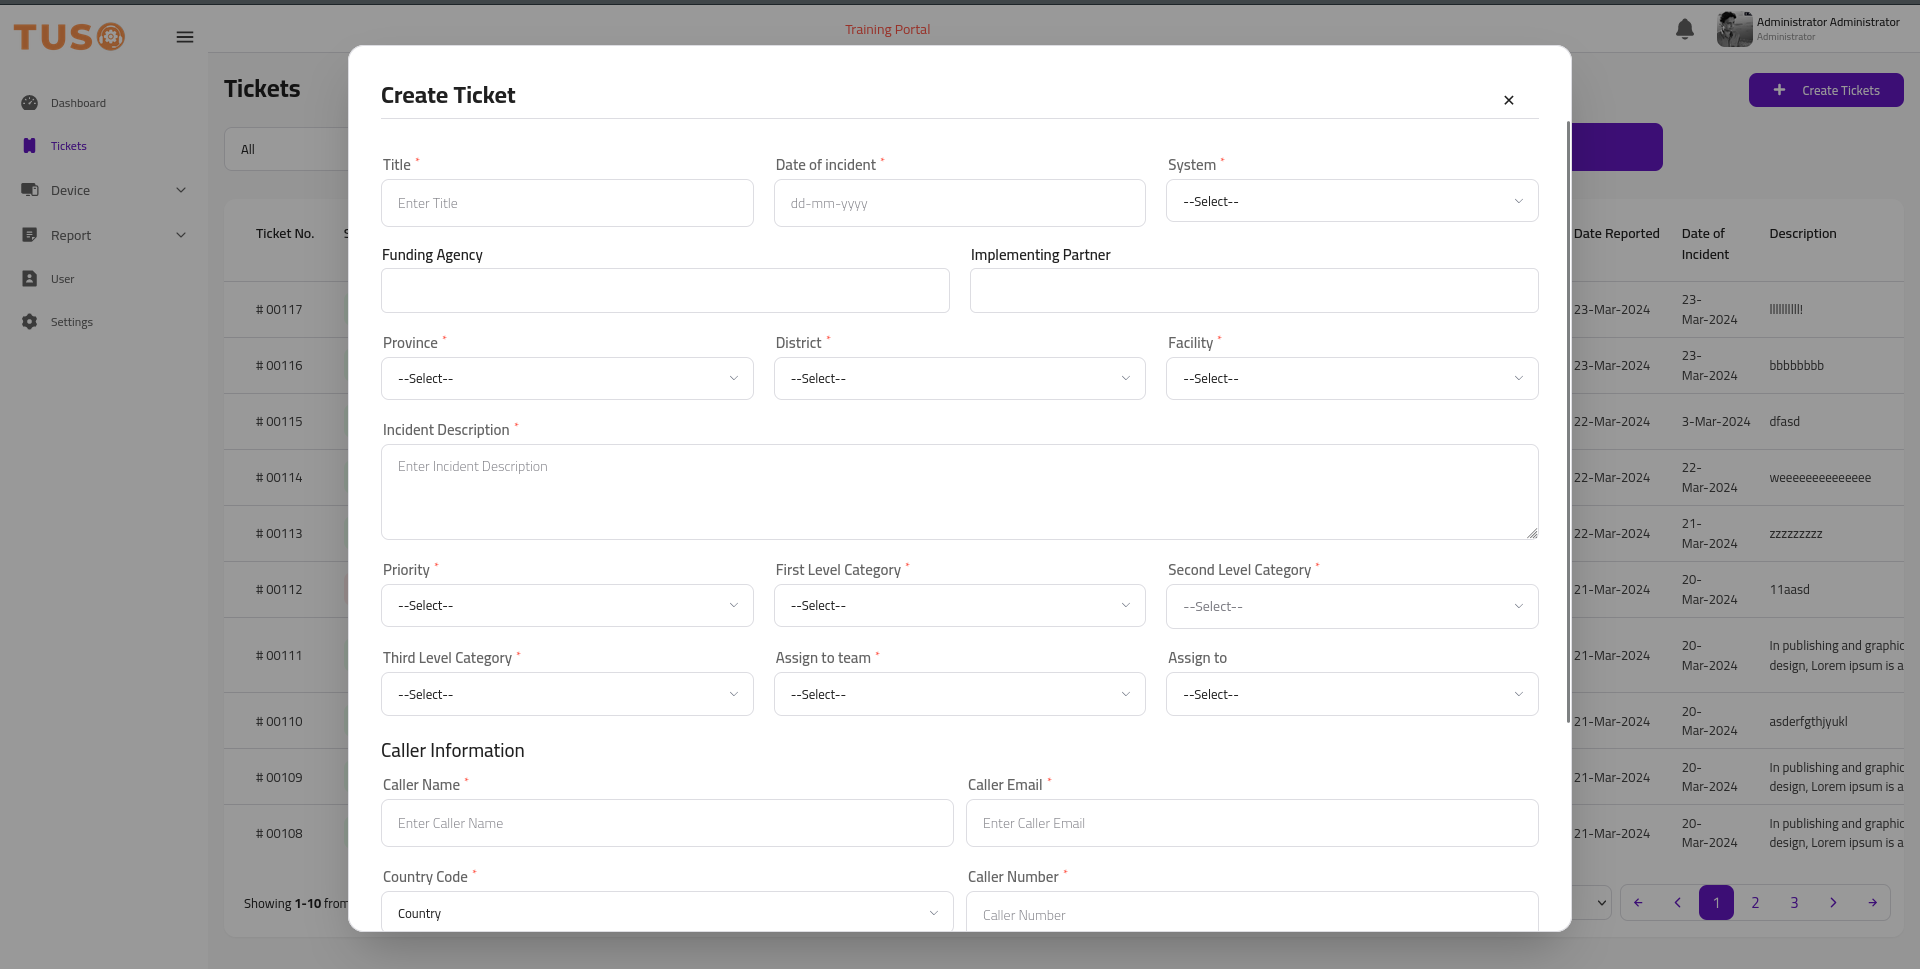 TUSO
Training Portal
Administrator Administrator
Administrator
Dashboard
Tickets
Device
Report
User
Settings
Tickets
Create Tickets
All
Ticket No.
Date Reported
Date of
Incident
Description
# 00117
23-Mar-2024
23-
Mar-2024
# 00116
23-Mar-2024
23-
Mar-2024
bbbbbbbb
# 00115
22-Mar-2024
3-Mar-2024
dfasd
# 00114
22-Mar-2024
22-
Mar-2024
weeeeeeeeeeeeee
# 00113
22-Mar-2024
21-
Mar-2024
zzzzzzzzz
# 00112
21-Mar-2024
20-
Mar-2024
11aasd
# 00111
21-Mar-2024
20-
Mar-2024
In publishing and graphic
design, Lorem ipsum is a
# 00110
21-Mar-2024
20-
Mar-2024
asderfgthjyukl
# 00109
21-Mar-2024
20-
Mar-2024
In publishing and graphic
design, Lorem ipsum is a
# 00108
21-Mar-2024
20-
Mar-2024
In publishing and graphic
design, Lorem ipsum is a
Showing 1-10 from
1 2 3
Create Ticket
Title *
Date of incident *
System *
Enter Title
dd-mm-yyyy
--Select--
Funding Agency
Implementing Partner
Province *
District *
Facility *
--Select--
--Select--
--Select--
Incident Description *
Enter Incident Description
Priority *
First Level Category *
Second Level Category *
--Select--
--Select--
--Select--
Third Level Category *
Assign to team *
Assign to
--Select--
--Select--
--Select--
Caller Information
Caller Name *
Caller Email *
Enter Caller Name
Enter Caller Email
Country Code *
Caller Number *
Country
Caller Number